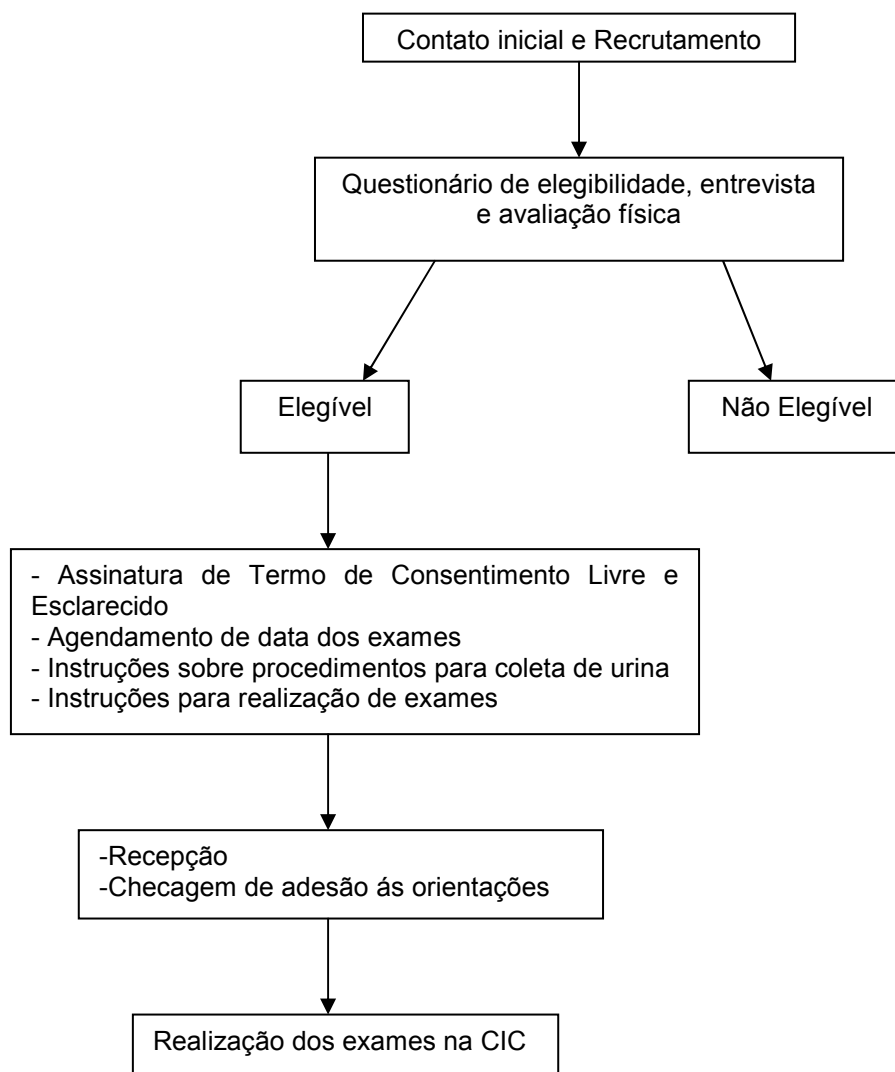 Contato inicial e Recrutamento
Questionário de elegibilidade, entrevista
e avaliação física
Elegível
Não Elegível
- Assinatura de Termo de Consentimento Livre e
Esclarecido
- Agendamento de data dos exames
- Instruções sobre procedimentos para coleta de urina
- Instruções para realização de exames
-Recepção
-Checagem de adesão ás orientações
Realização dos exames na CIC